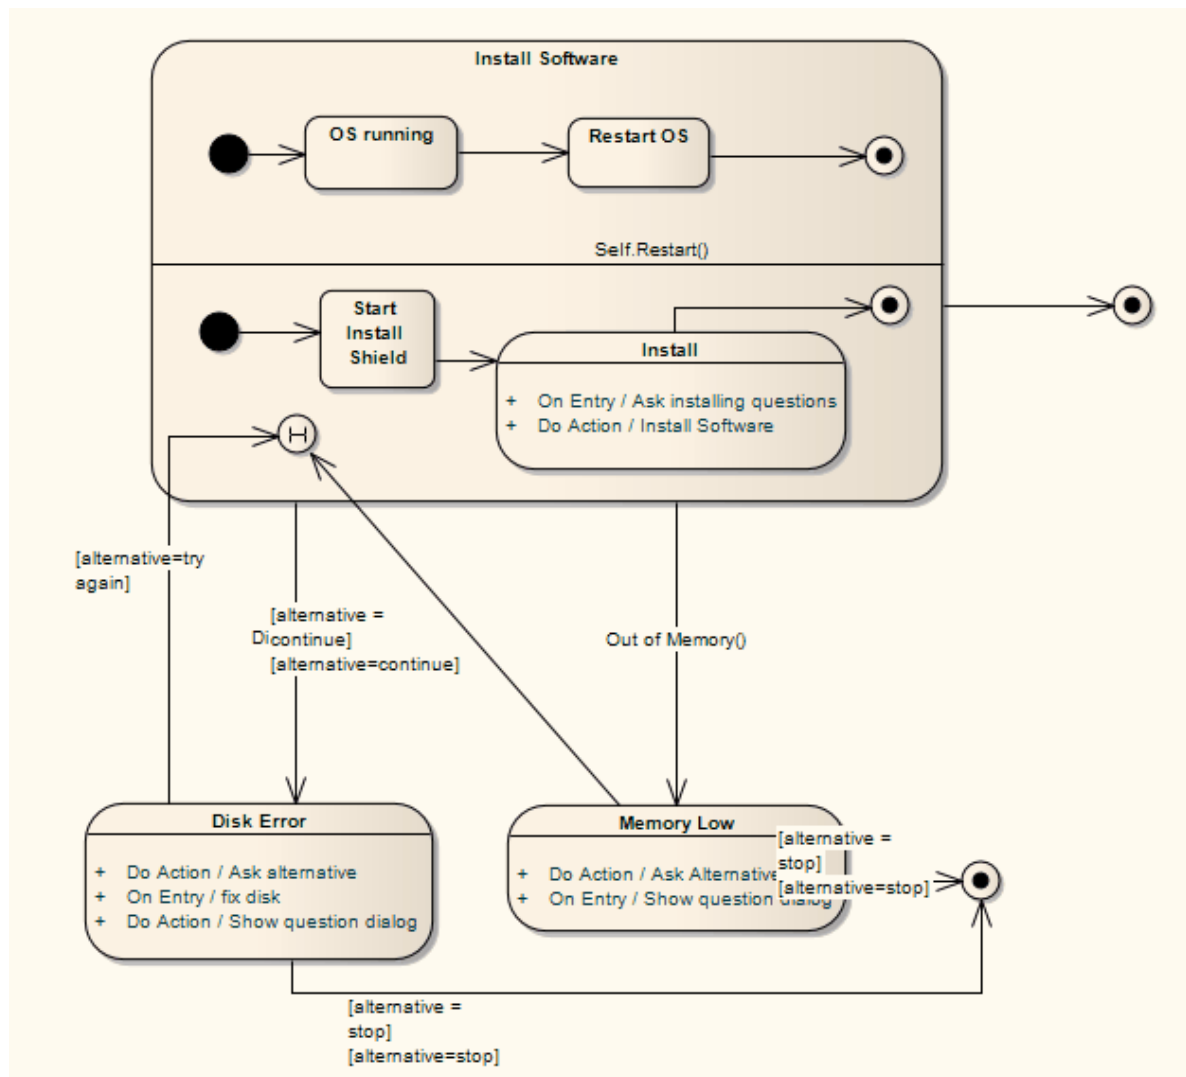 Install Software
OS running
Restart OS
Self.Restart()
Start
Install
Shield
Install
+ On Entry / Ask installing questions
+ Do Action / Install Software
H
[alternative=try
again]
[alternative =
Dicontinue]
[alternative=continue]
Out of Memory()
Disk Error
+ Do Action / Ask alternative
+ On Entry / fix disk
+ Do Action / Show question dialog
Memory Low
+ Do Action / Ask Alternative
+ On Entry / Show question dialog
[alternative =
stop]
[alternative=stop]
[alternative =
stop]
[alternative=stop]